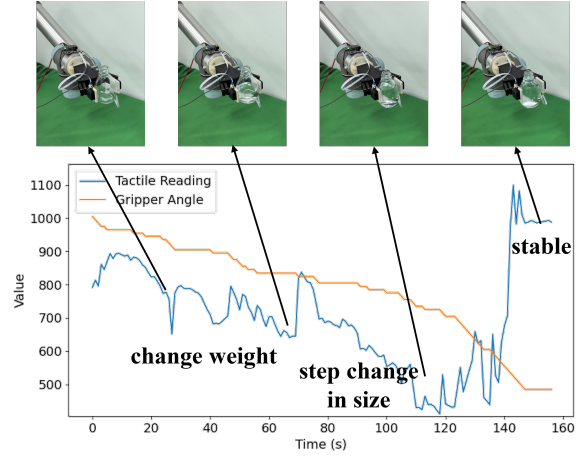 1100
1000
900
800
700
600
500
Value
Tactile Reading
Gripper Angle
stable
change weight
step change
in size
0
20
40
60
80
100
120
140
160
Time (s)